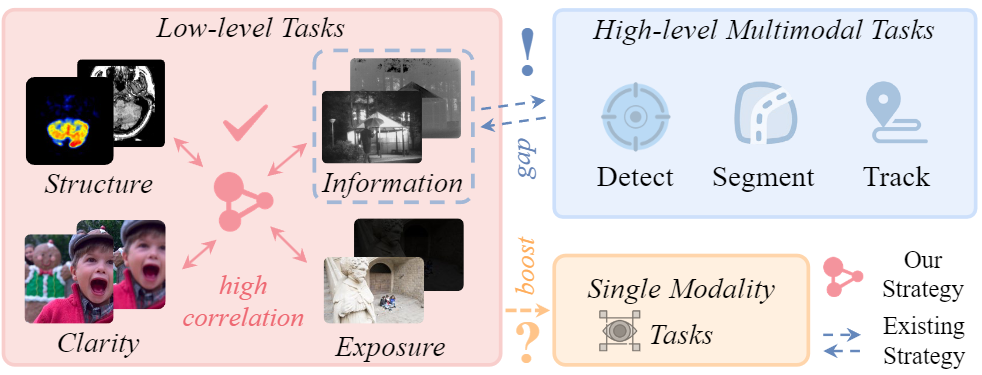 Low-level Tasks
Structure
Information
Clarity
Exposure
high
correlation
!
gap
High-level Multimodal Tasks
Detect
Segment
Track
boost
?
Single Modality
Tasks
Our
Strategy
Existing
Strategy